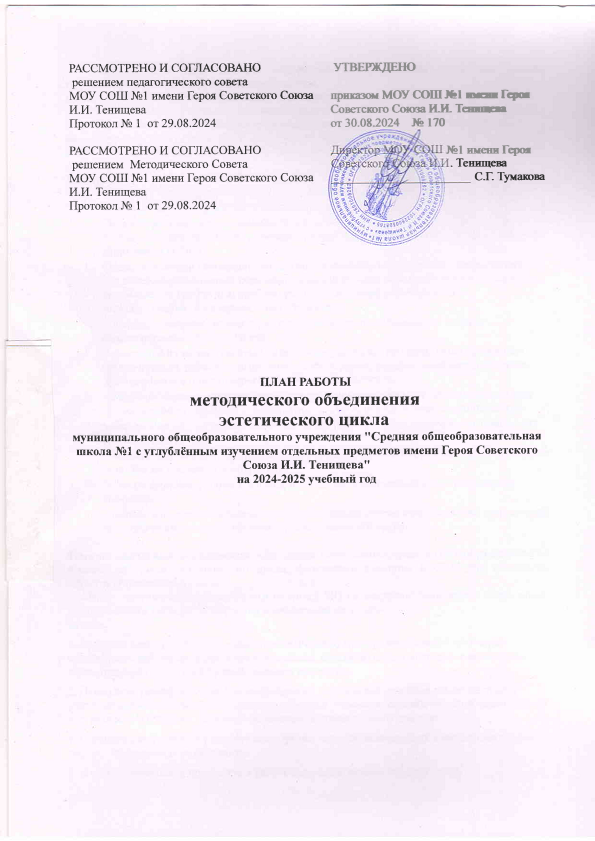 РАССМОТРЕНО И СОГЛАСОВАНО
решением педагогического совета
МОУ СОШ №1 имени Героя Советского Союза
И.И. Тенищева
Протокол № 1 от 29.08.2024
РАССМОТРЕНО И СОГЛАСОВАНО
решением Методического Совета
МОУ СОШ №1 имени Героя Советского Союза
И.И. Тенищева
Протокол № 1 от 29.08.2024
УТВЕРЖДЕНО
приказом МОУ СОШ №1 имени Героя
Советского Союза И.И. Тенищева
от 30.08.2024 № 170
Директор МОУ СОШ №1 имени Героя
Советского Союза И.И. Тенищева
____________________ С.Г. Тумакова
ПЛАН РАБОТЫ
методического объединения
эстетического цикла
муниципального общеобразовательного учреждения "Средняя общеобразовательная
школа №1 с углублённым изучением отдельных предметов имени Героя Советского
Союза И.И. Тенищева"
на 2024-2025 учебный год